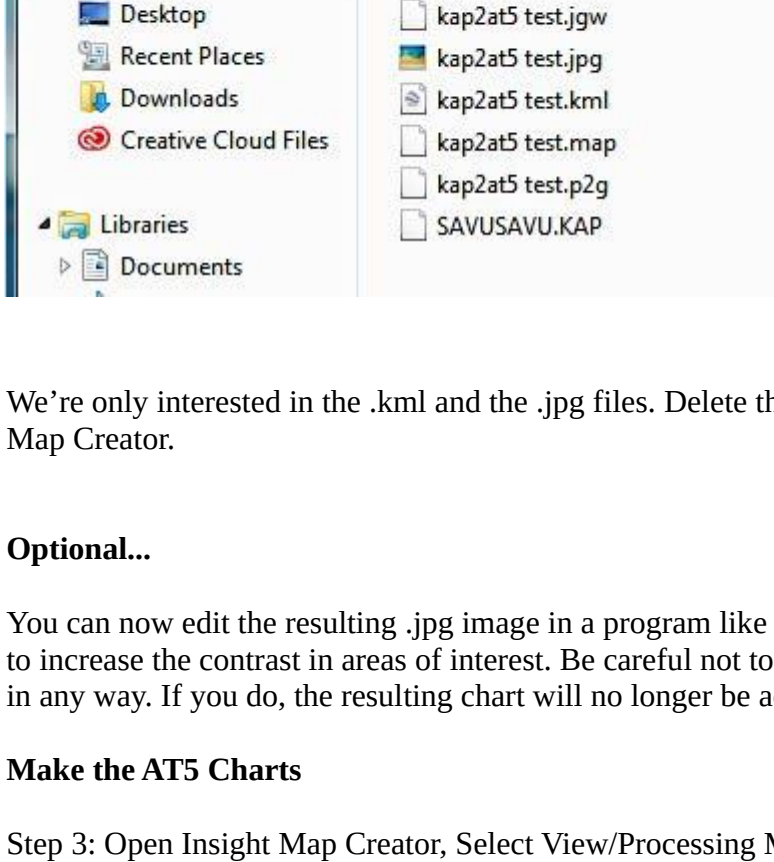 Desktop
Recent Places
Downloads
Creative Cloud Files
Libraries
Documents
kap2at5 test.jgw
kap2at5 test.jpg
kap2at5 test.kml
kap2at5 test.map
kap2at5 test.p2g
SAVUSAVU.KAP
We’re only interested in the .kml and the .jpg files. Delete
Map Creator.
Optional...
You can now edit the resulting .jpg image in a program like
to increase the contrast in areas of interest. Be careful not to
in any way. If you do, the resulting chart will no longer be
Make the AT5 Charts
Step 3: Open Insight Map Creator, Select View/Processing